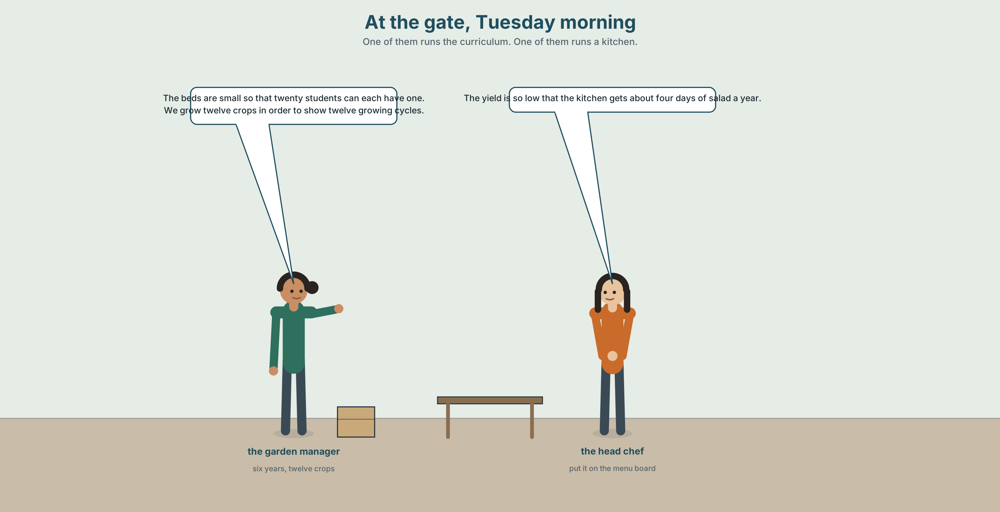 At the gate, Tuesday morning
One of them runs the curriculum. One of them runs a kitchen.
The beds are small so that twenty students can each have one.
We grow twelve crops in order to show twelve growing cycles.
The yield is so low that the kitchen gets about four days of salad a year.
the garden manager
six years, twelve crops
the head chef
put it on the menu board